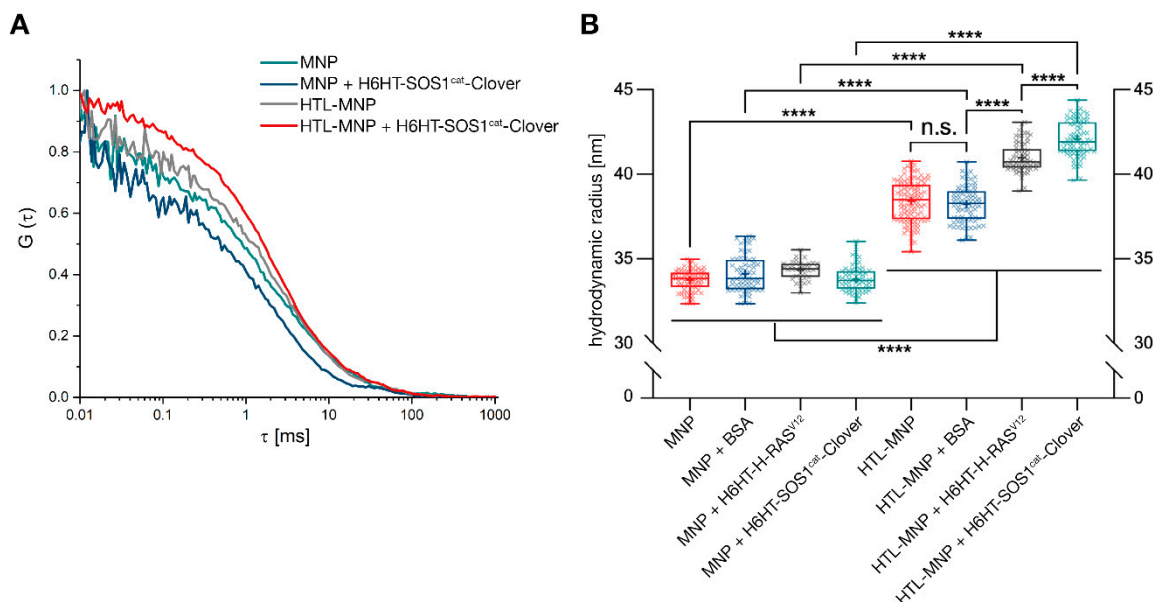 A
MNP
MNP + H6HT-SOS1ᶜᵃᵗ-Clover
HTL-MNP
HTL-MNP + H6HT-SOS1ᶜᵃᵗ-Clover
G (τ)
1.0
0.8
0.6
0.4
0.2
0.0
0.01 0.1 1 10 100 1000
τ [ms]
B
****
****
****
****
****
****
n.s.
****
hydrodynamic radius [nm]
45 45
40 40
35 35
30 30
0 0
MNP
MNP + BSA
MNP + H6HT-H-RASⱽ¹²
MNP + H6HT-SOS1ᶜᵃᵗ-Clover
HTL-MNP
HTL-MNP + BSA
HTL-MNP + H6HT-H-RASⱽ¹²
HTL-MNP + H6HT-SOS1ᶜᵃᵗ-Clover